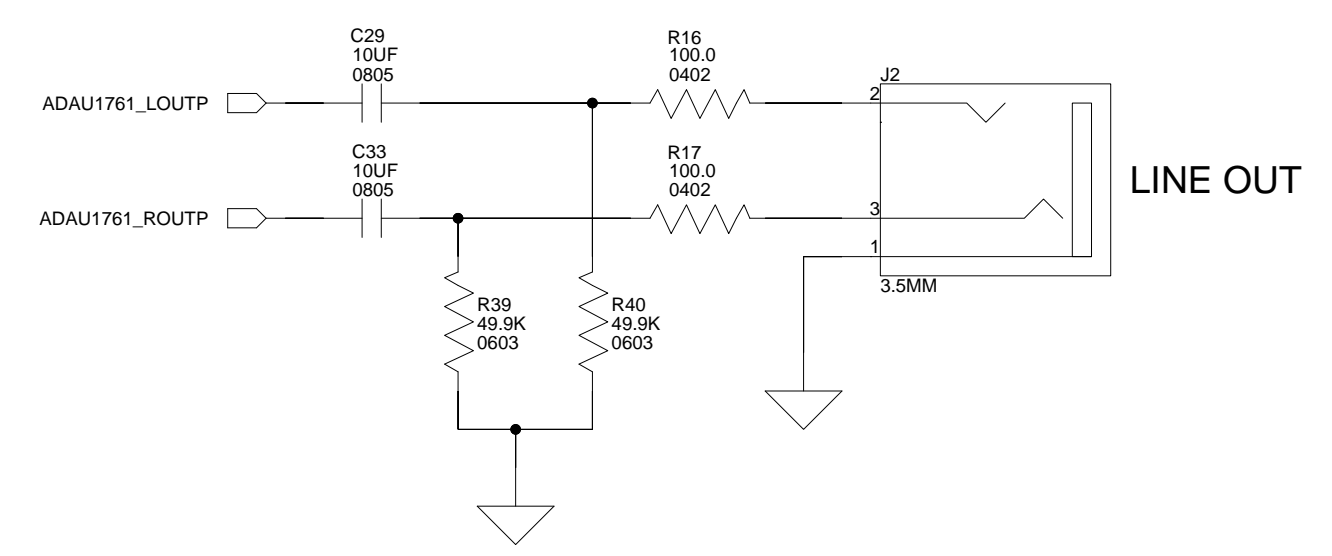 C29
10UF
0805
R16
100.0
0402
J2
ADAU1761_LOUTP
2
C33
10UF
0805
R17
100.0
0402
LINE OUT
ADAU1761_ROUTP
3
1
3.5MM
R39
49.9K
0603
R40
49.9K
0603